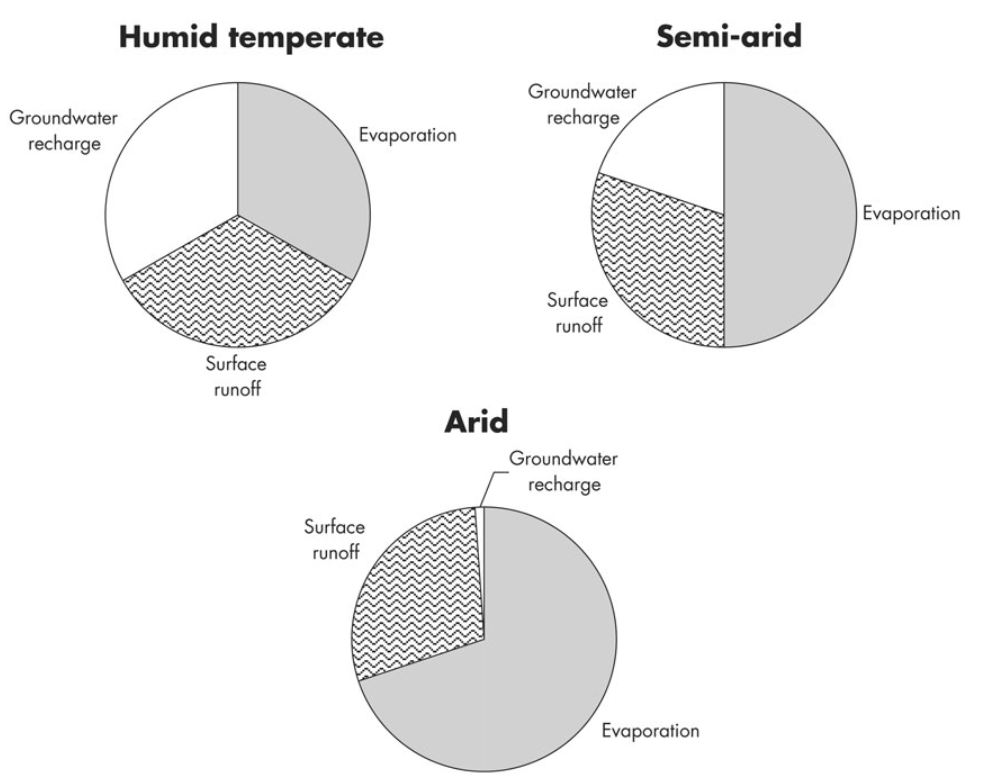 Humid temperate
Groundwater
recharge
Evaporation
Surface
runoff
Semi-arid
Groundwater
recharge
Evaporation
Surface
runoff
Arid
Groundwater
recharge
Surface
runoff
Evaporation